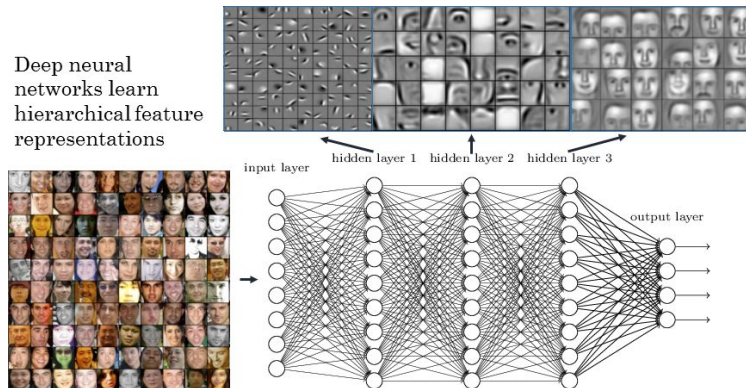 Deep neural
networks learn
hierarchical feature
representations
hidden layer 1 hidden layer 2 hidden layer 3
input layer
output layer